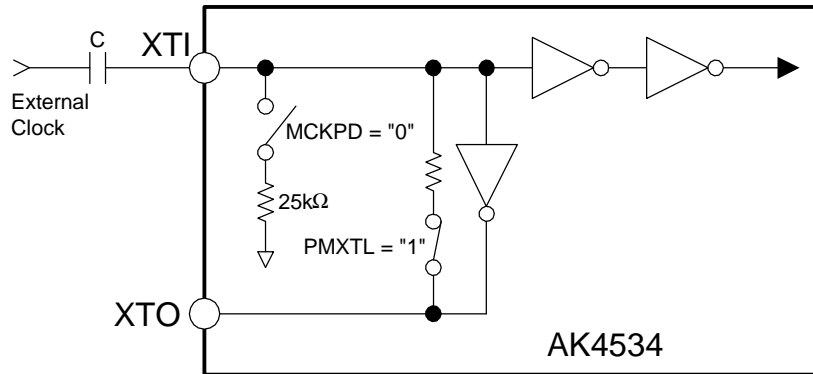 C
XTI
External
Clock
MCKPD = "0"
25kΩ
PMXTL = "1"
XTO
AK4534